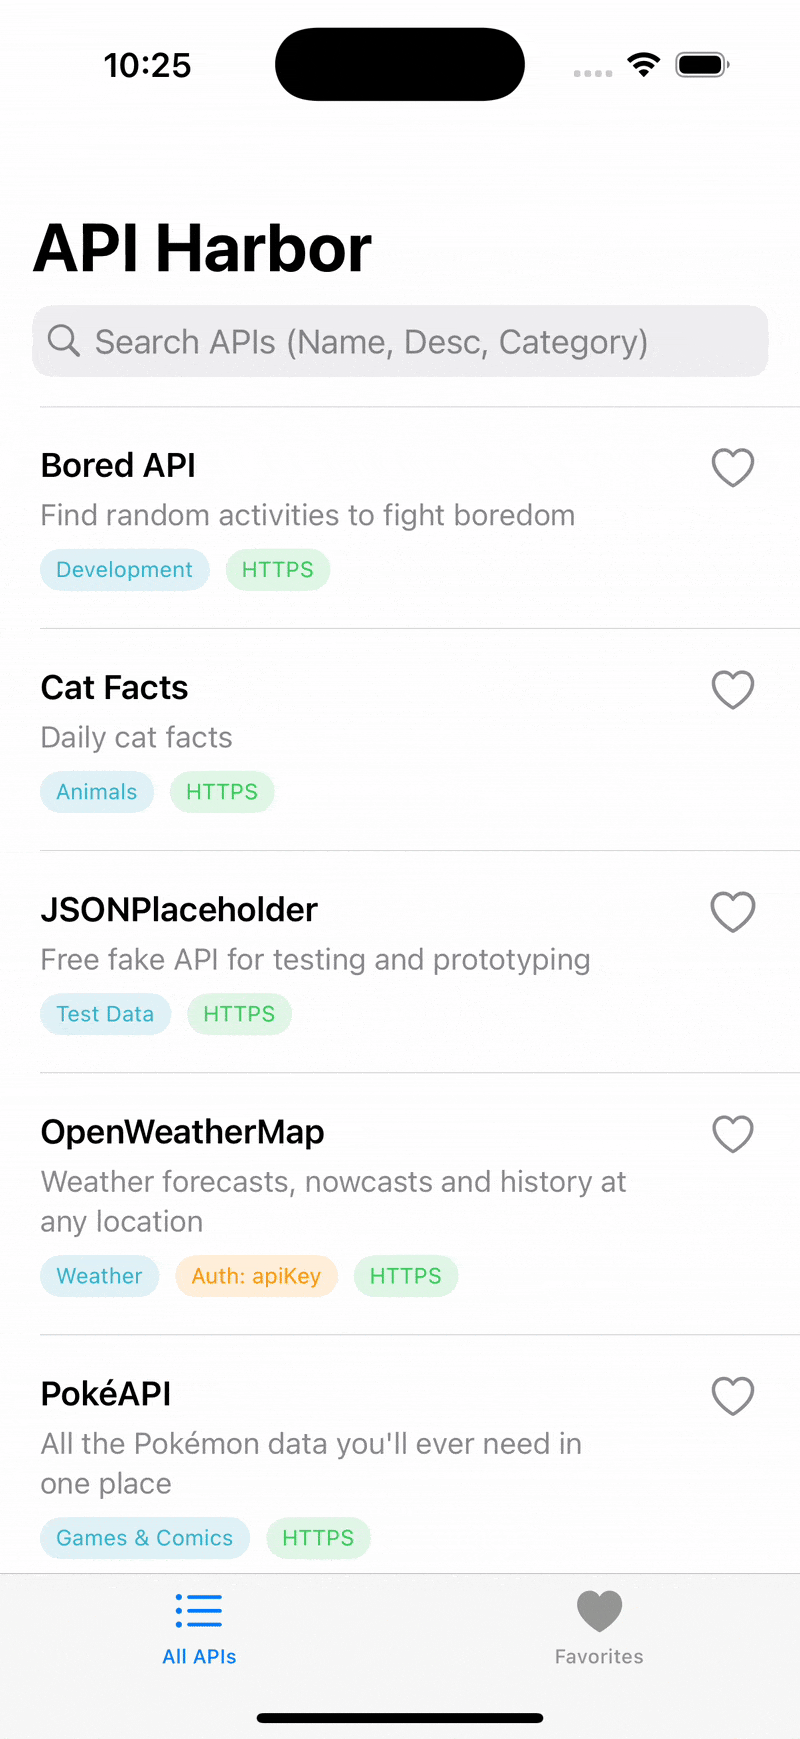 10:25
API Harbor
Search APIs (Name, Desc, Category)
Bored API
Find random activities to fight boredom
Development HTTPS
Cat Facts
Daily cat facts
Animals HTTPS
JSONPlaceholder
Free fake API for testing and prototyping
Test Data HTTPS
OpenWeatherMap
Weather forecasts, nowcasts and history at
any location
Weather Auth: apiKey HTTPS
PokéAPI
All the Pokémon data you'll ever need in
one place
Games & Comics HTTPS
All APIs Favorites